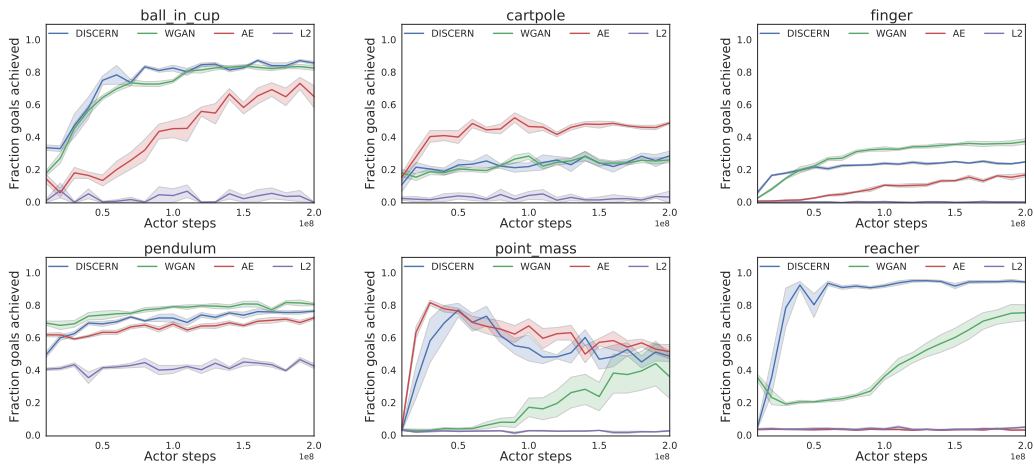 ball_in_cup
DISCERN WGAN AE L2
Fraction goals achieved
1.0
0.8
0.6
0.4
0.2
0.0
0.5 1.0 1.5 2.0
Actor steps
1e8
cartpole
DISCERN WGAN AE L2
Fraction goals achieved
1.0
0.8
0.6
0.4
0.2
0.0
0.5 1.0 1.5 2.0
Actor steps
1e8
finger
DISCERN WGAN AE L2
Fraction goals achieved
1.0
0.8
0.6
0.4
0.2
0.0
0.5 1.0 1.5 2.0
Actor steps
1e8
pendulum
DISCERN WGAN AE L2
Fraction goals achieved
1.0
0.8
0.6
0.4
0.2
0.0
0.5 1.0 1.5 2.0
Actor steps
1e8
point_mass
DISCERN WGAN AE L2
Fraction goals achieved
1.0
0.8
0.6
0.4
0.2
0.0
0.5 1.0 1.5 2.0
Actor steps
1e8
reacher
DISCERN WGAN AE L2
Fraction goals achieved
1.0
0.8
0.6
0.4
0.2
0.0
0.5 1.0 1.5 2.0
Actor steps
1e8